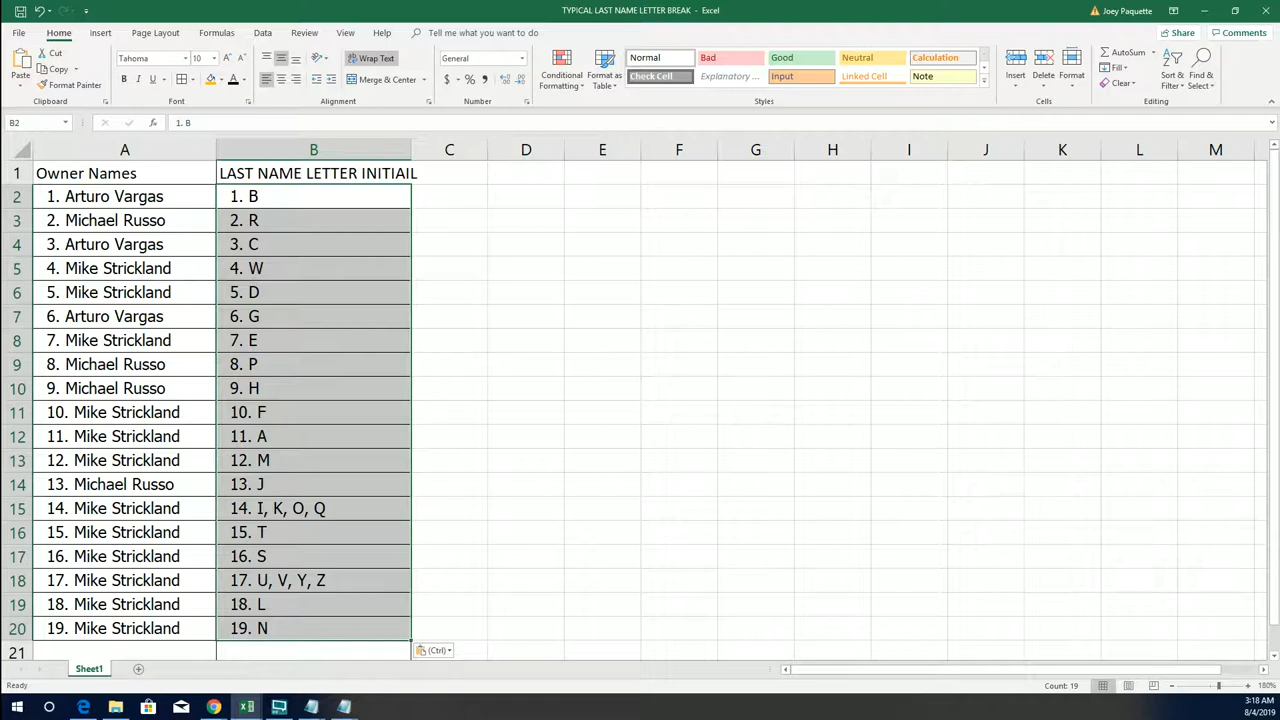 TYPICAL LAST NAME LETTER BREAK - Excel
Joey Paquette
File Home Insert Page Layout Formulas Data Review View Help Tell me what you want to do
Share Comments
Paste
Cut
Copy
Format Painter
Clipboard
Tahoma 16
B I U
Font
Wrap Text
Merge & Center
Alignment
General
$ % ,
Number
Conditional Formatting
Format as Table
Normal Bad Good Neutral Calculation
Check Cell Explanatory ... Input Linked Cell Note
Styles
Insert Delete Format
Cells
AutoSum
Fill
Clear
Sort & Filter
Find & Select
Editing
B2 fx 1. B
A B C D E F G H I J K L M
1 Owner Names LAST NAME LETTER INITIAIL
2 1. Arturo Vargas 1. B
3 2. Michael Russo 2. R
4 3. Arturo Vargas 3. C
5 4. Mike Strickland 4. W
6 5. Mike Strickland 5. D
7 6. Arturo Vargas 6. G
8 7. Mike Strickland 7. E
9 8. Michael Russo 8. P
10 9. Michael Russo 9. H
11 10. Mike Strickland 10. F
12 11. Mike Strickland 11. A
13 12. Mike Strickland 12. M
14 13. Michael Russo 13. J
15 14. Mike Strickland 14. I, K, O, Q
16 15. Mike Strickland 15. T
17 16. Mike Strickland 16. S
18 17. Mike Strickland 17. U, V, Y, Z
19 18. Mike Strickland 18. L
20 19. Mike Strickland 19. N
21
(Ctrl)
Sheet1
Ready
Count: 19
180%
3:18 AM
8/4/2019